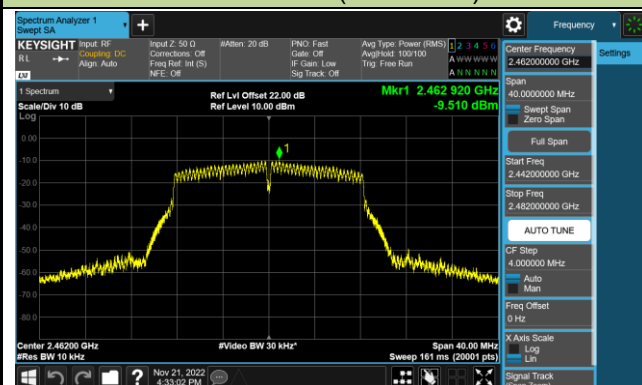 Spectrum Analyzer 1
Swept SA
Frequency
KEYSIGHT
Input: RF
Coupling: DC
Align: Auto
Input Z: 50 Ω
Corrections: Off
Freq Ref: Int (S)
NFE: Off
#Atten: 20 dB
PNO: Fast
Gate: Off
IF Gain: Low
Sig Track: Off
Avg Type: Power (RMS)
Avg|Hold: 100/100
Trig: Free Run
1 2 3 4 5 6
A W W W W W
A N N N N N
R L
LXI
1 Spectrum
Scale/Div 10 dB
Log
Ref Lvl Offset 22.00 dB
Ref Level 10.00 dBm
Mkr1 2.462 920 GHz
-9.510 dBm
1
0.00
-10.0
-20.0
-30.0
-40.0
-50.0
-60.0
-70.0
-80.0
Center 2.46200 GHz
#Res BW 10 kHz
#Video BW 30 kHz*
Span 40.00 MHz
Sweep 161 ms (20001 pts)
Center Frequency
2.462000000 GHz
Settings
Span
40.0000000 MHz
Swept Span
Zero Span
Full Span
Start Freq
2.442000000 GHz
Stop Freq
2.482000000 GHz
AUTO TUNE
CF Step
4.000000 MHz
Auto
Man
Freq Offset
0 Hz
X Axis Scale
Log
Lin
Signal Track
(Span Zoom)
?
Nov 21, 2022
4:33:02 PM